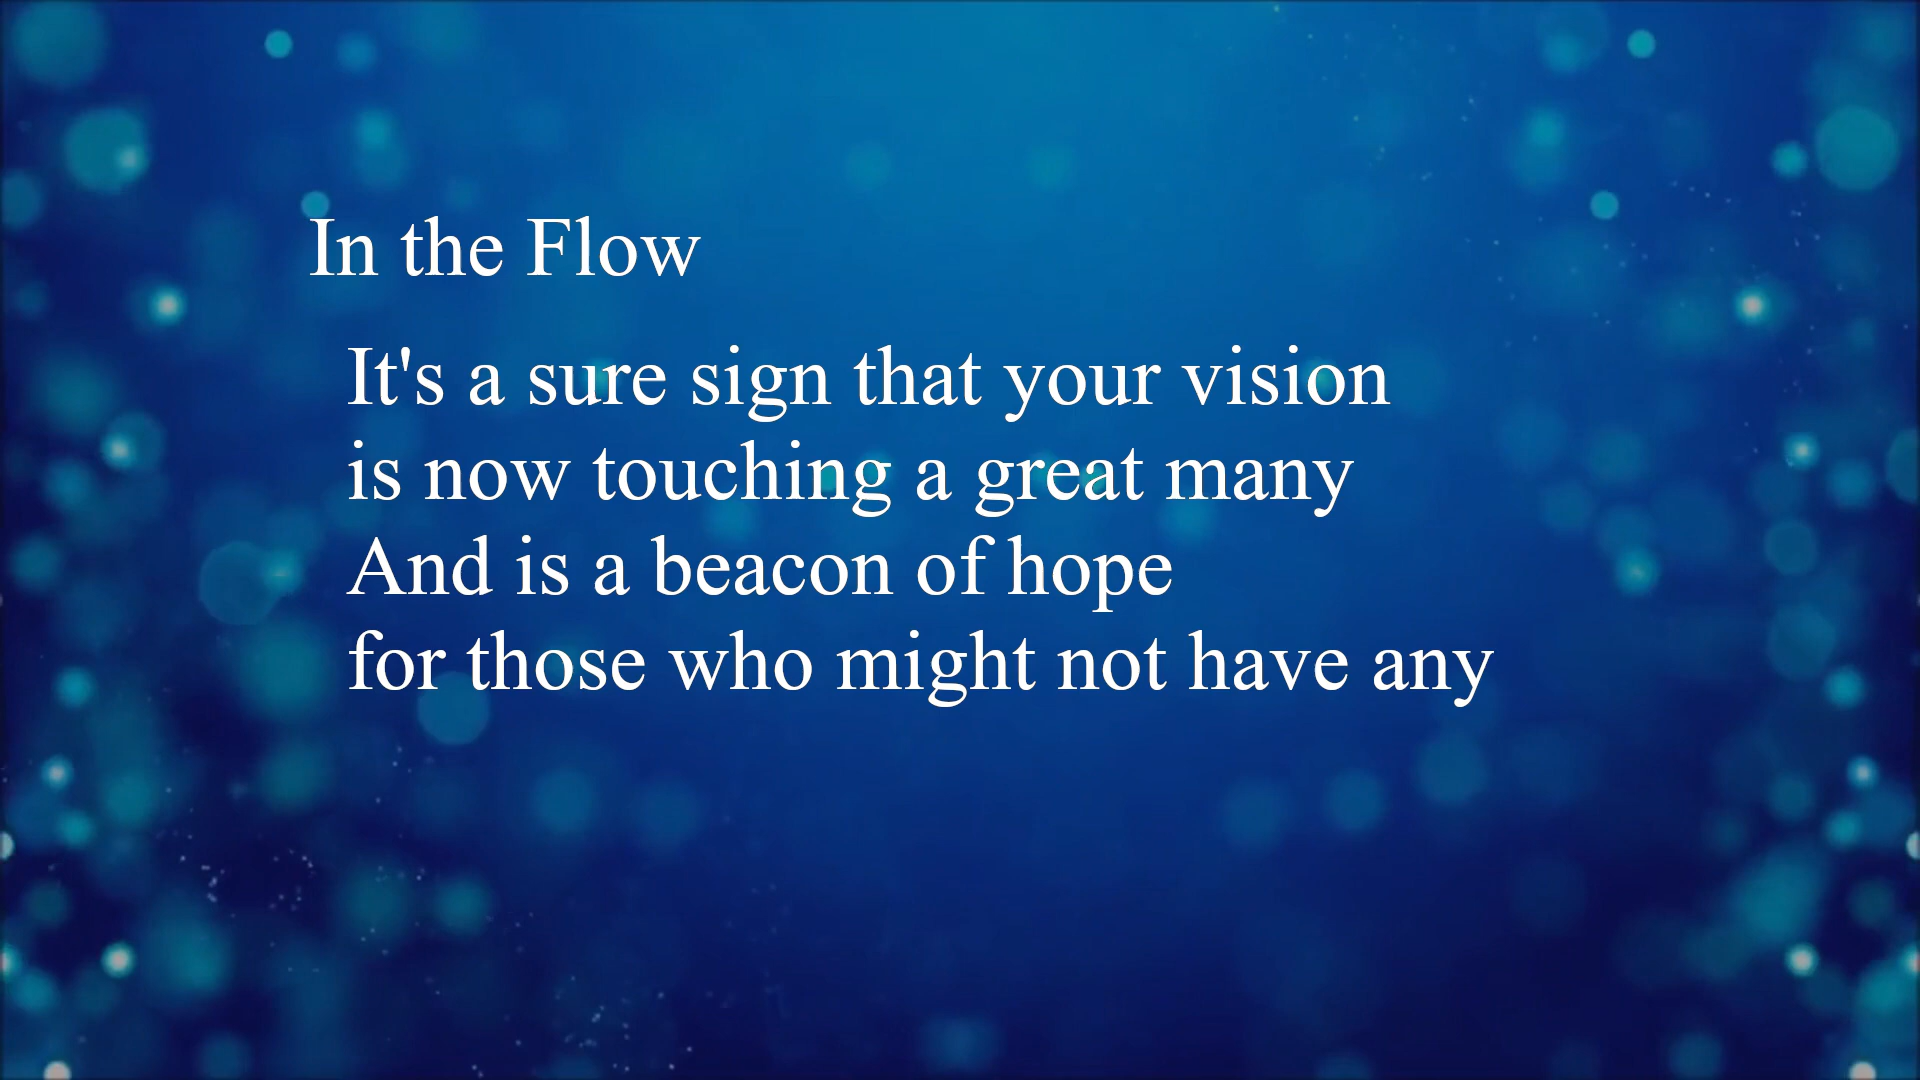 In the Flow
It's a sure sign that your vision
is now touching a great many
And is a beacon of hope
for those who might not have any